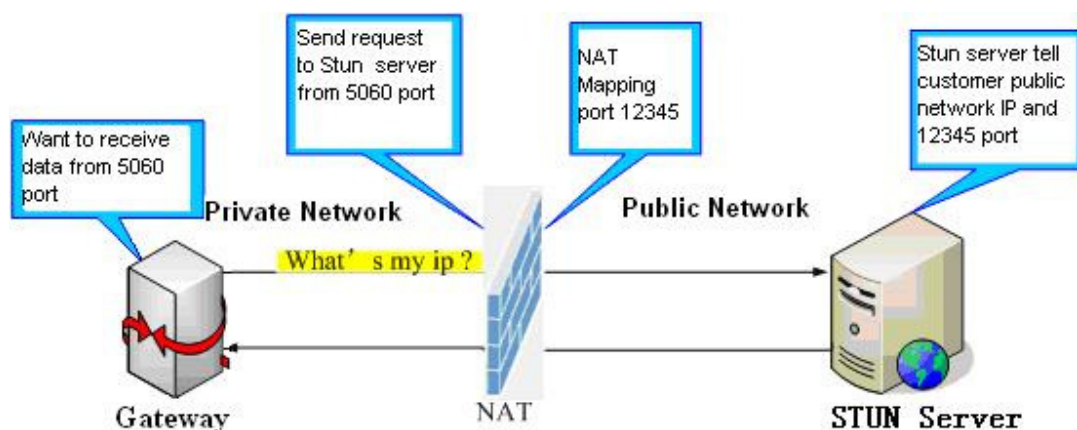 Send request
to Stun server
from 5060 port
NAT
Mapping
port 12345
Stun server tell
customer public
network IP and
12345 port
Want to receive
data from 5060
port
Private Network
Public Network
What's my ip ?
Gateway
NAT
STUN Server